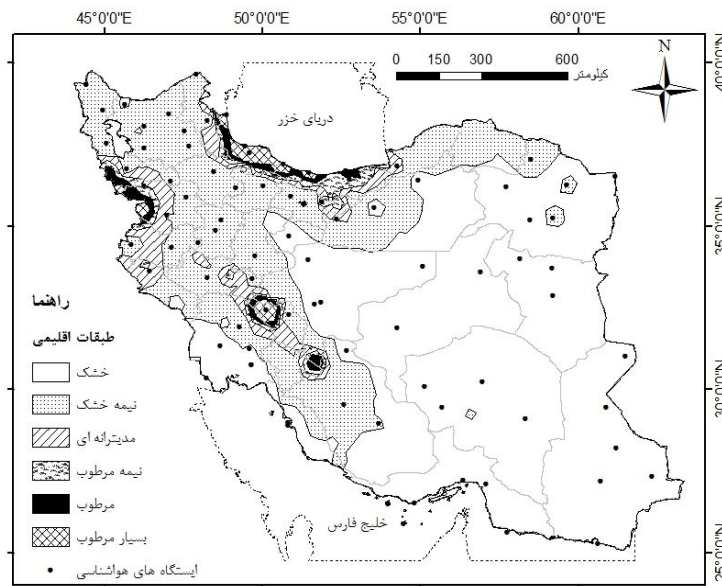 45°0'0"E 50°0'0"E 55°0'0"E 60°0'0"E
40°0'0"N
35°0'0"N
30°0'0"N
25°0'0"N
N
0 150 300 600
کیلومتر
دریای خزر
خلیج فارس
راهنما
طبقات اقلیمی
خشک
نیمه خشک
مدیترانه ای
نیمه مرطوب
مرطوب
بسیار مرطوب
ایستگاه های هواشناسی